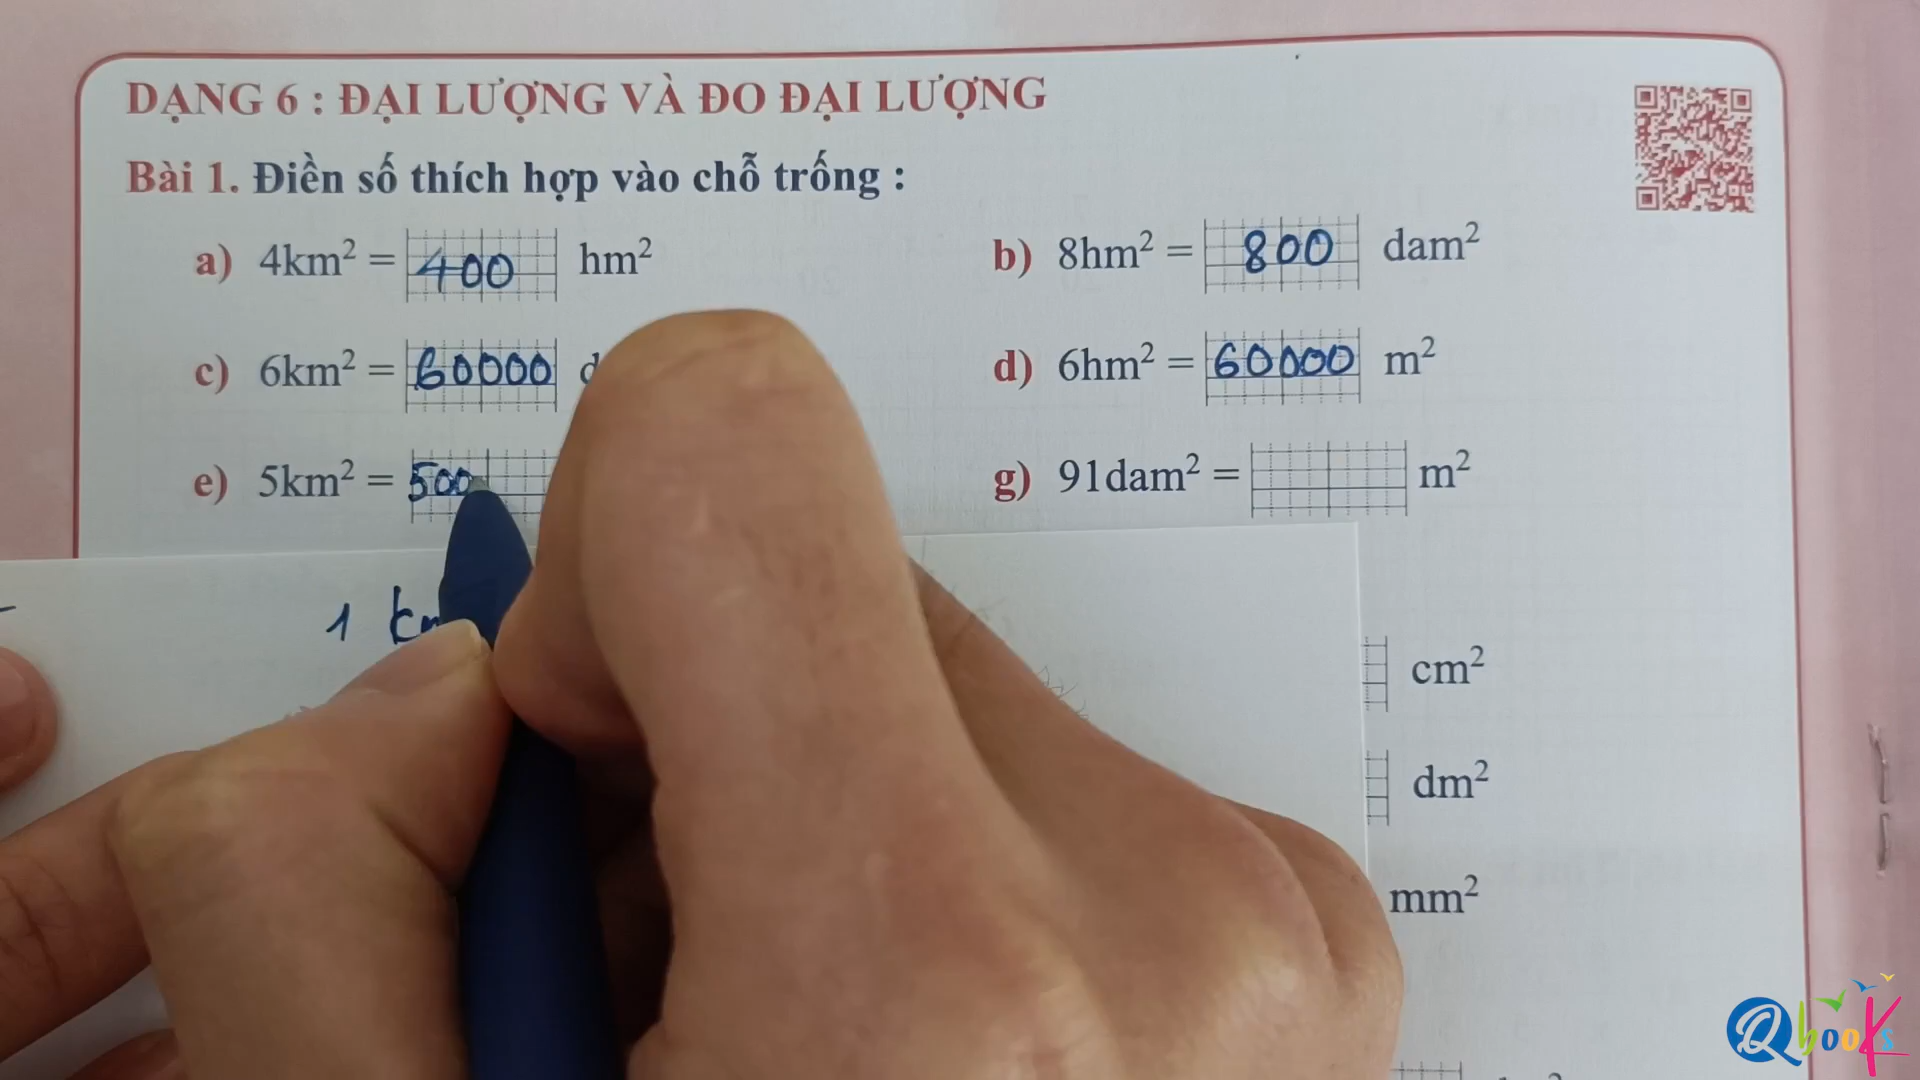 DẠNG 6 : ĐẠI LƯỢNG VÀ ĐO ĐẠI LƯỢNG
Bài 1. Điền số thích hợp vào chỗ trống :
a) 4km² = 400 hm²
b) 8hm² = 800 dam²
c) 6km² = 60000
d) 6hm² = 60000 m²
e) 5km² = 500
g) 91dam² = m²
1
cm²
dm²
mm²
Qbooks